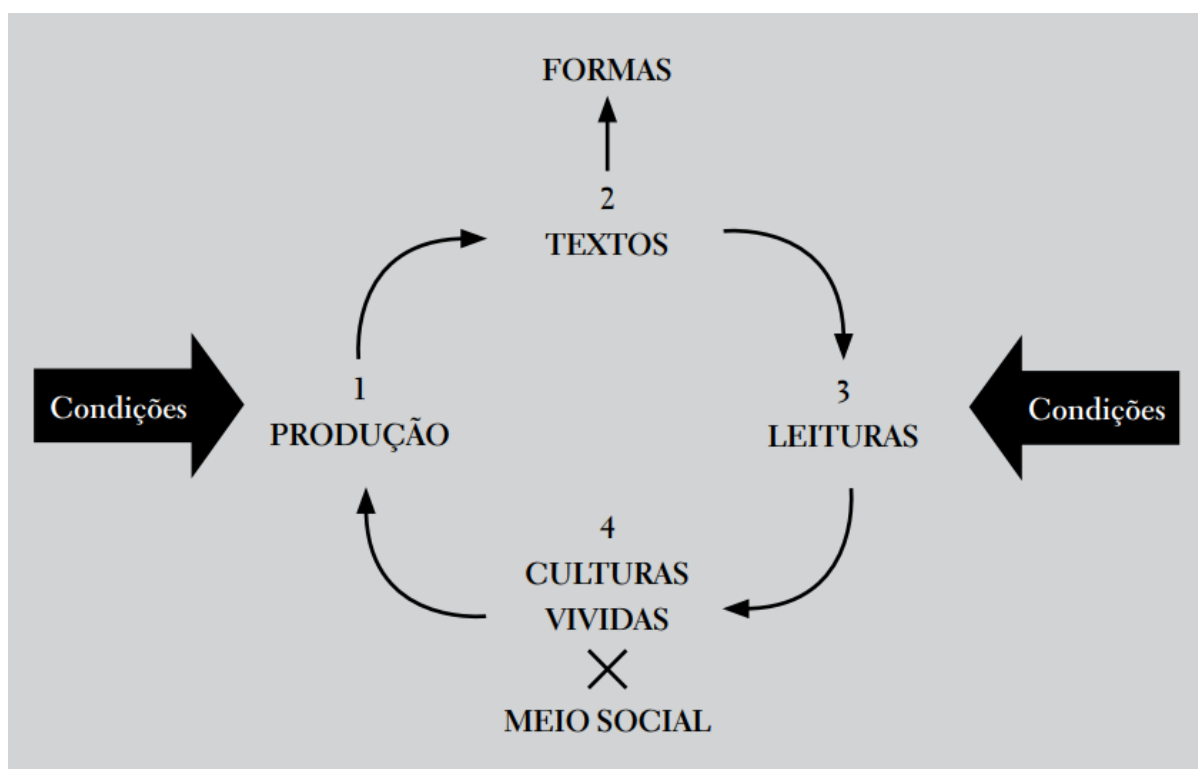 FORMAS
2
TEXTOS
Condições
1
PRODUÇÃO
3
LEITURAS
Condições
4
CULTURAS
VIVIDAS
MEIO SOCIAL